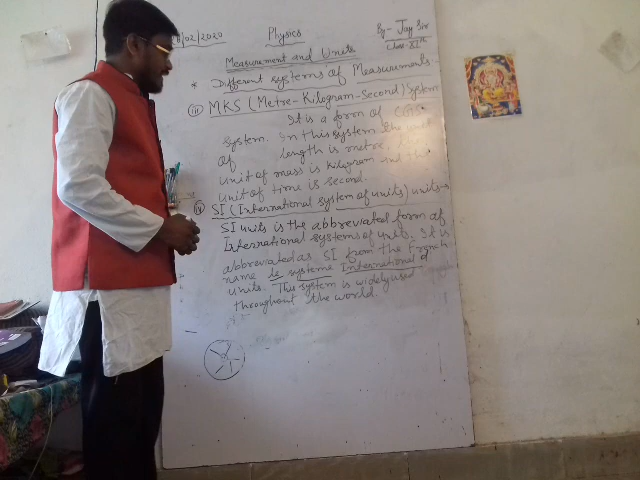 /02/2020 Physics By- Jay Sir
Class-XIth
Measurement and Units
* Different systems of Measurements-
iii MKS (Metre-Kilogram-Second) System
It is a form of CGS
system. In this system the unit
of length is metre,
unit of mass is kilogram and the
unit of time is second.
iv SI (International system of units) units-
SI units is the abbreviated form of
International systems of units. It is
abbreviated as SI from the French
name le systeme International d
units. This system is widely used
throughout the world.